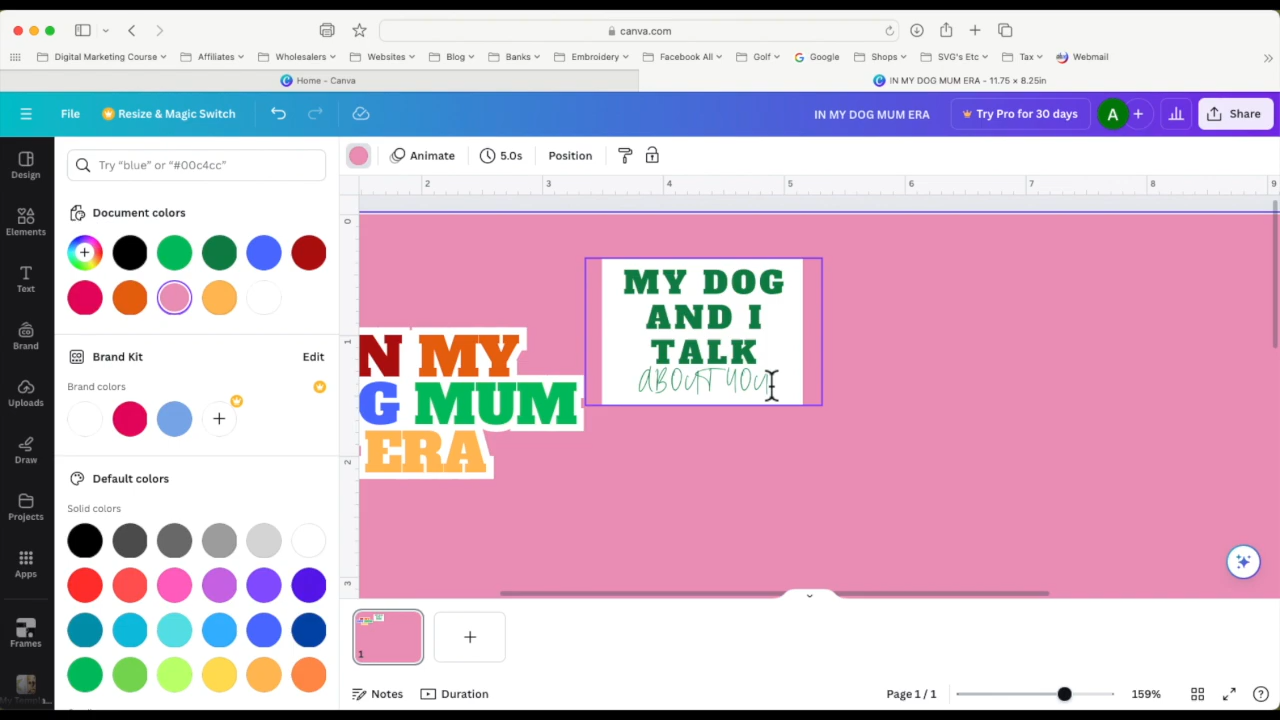 canva.com
Digital Marketing Course
Affiliates
Wholesalers
Websites
Blog
Banks
Embroidery
Facebook All
Golf
Google
Shops
SVG's Etc
Tax
Webmail
Home - Canva
IN MY DOG MUM ERA - 11.75 × 8.25in
File
Resize & Magic Switch
IN MY DOG MUM ERA
Try Pro for 30 days
A
Share
Design
Elements
Text
Brand
Uploads
Draw
Projects
Apps
Frames
Try "blue" or "#00c4cc"
Document colors
Brand Kit
Edit
Brand colors
Default colors
Solid colors
Animate
5.0s
Position
2 3 4 5 6 7 8 9
0
1
2
3
N MY
G MUM
ERA
MY DOG
AND I
TALK
ABOUT YOU
1
Notes
Duration
Page 1 / 1
159%